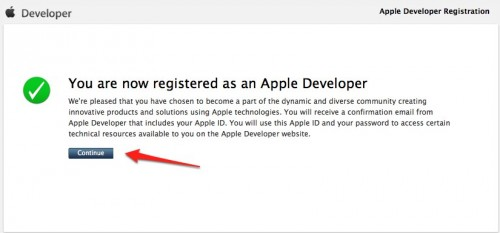 Developer
Apple Developer Registration
You are now registered as an Apple Developer
We're pleased that you have chosen to become a part of the dynamic and diverse community creating
innovative products and solutions using Apple technologies. You will receive a confirmation email from
Apple Developer that includes your Apple ID. You will use this Apple ID and your password to access certain
technical resources available to you on the Apple Developer website.
Continue